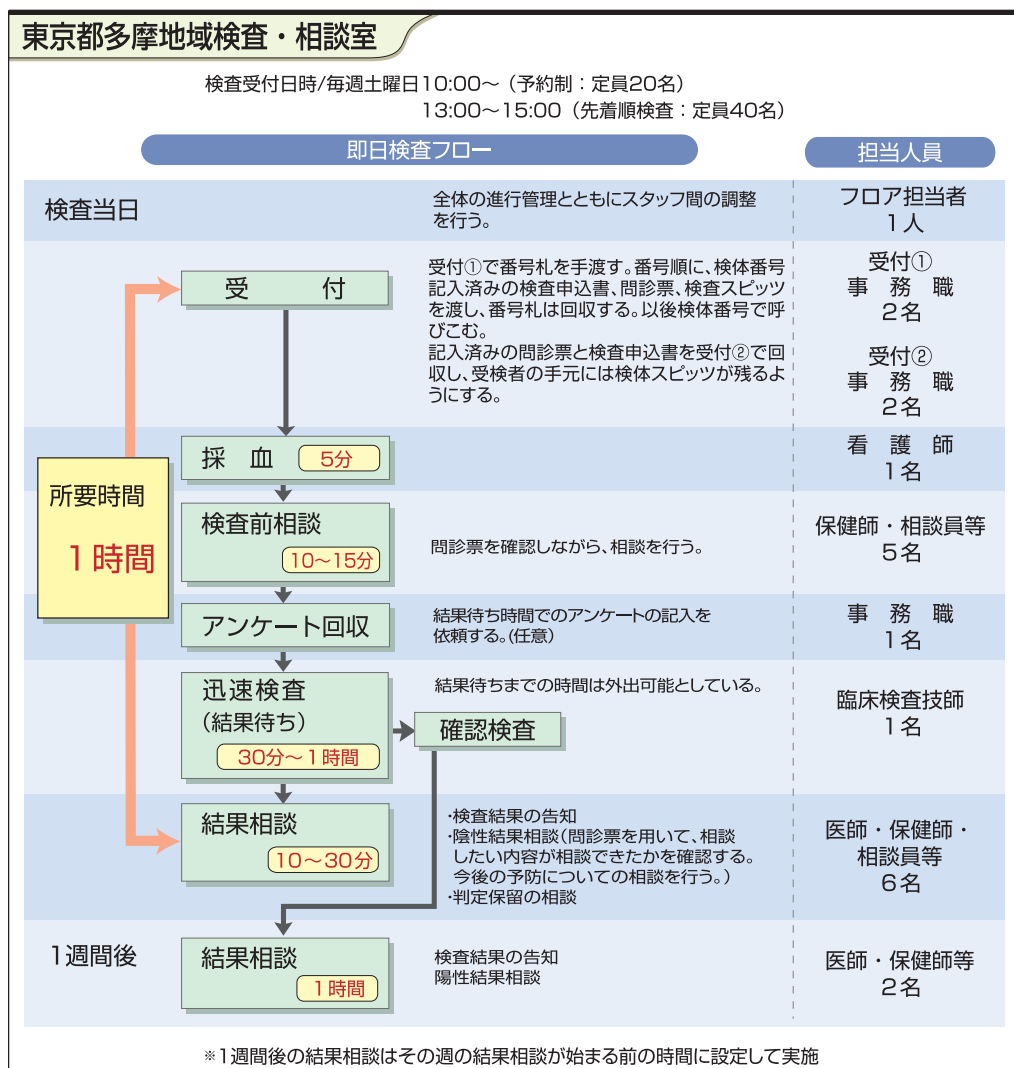 東京都多摩地域検査・相談室
検査受付日時/毎週土曜日10:00〜（予約制：定員20名）
13:00〜15:00（先着順検査：定員40名）
即日検査フロー
担当人員
検査当日
全体の進行管理とともにスタッフ間の調整
を行う。
フロア担当者
1人
受　付
受付①で番号札を手渡す。番号順に、検体番号
記入済みの検査申込書、問診票、検査スピッツ
を渡し、番号札は回収する。以後検体番号で呼
びこむ。
記入済みの問診票と検査申込書を受付②で回
収し、受検者の手元には検体スピッツが残るよ
うにする。
受付①
事　務　職
2名
受付②
事　務　職
2名
所要時間
1時間
採　血
5分
看　護　師
1名
検査前相談
10〜15分
問診票を確認しながら、相談を行う。
保健師・相談員等
5名
アンケート回収
結果待ち時間でのアンケートの記入を
依頼する。(任意)
事　務　職
1名
迅速検査
（結果待ち）
30分〜1時間
結果待ちまでの時間は外出可能としている。
確認検査
臨床検査技師
1名
結果相談
10〜30分
・検査結果の告知
・陰性結果相談（問診票を用いて、相談
したい内容が相談できたかを確認する。
今後の予防についての相談を行う。）
・判定保留の相談
医師・保健師・
相談員等
6名
1週間後
結果相談
1時間
検査結果の告知
陽性結果相談
医師・保健師等
2名
※1週間後の結果相談はその週の結果相談が始まる前の時間に設定して実施